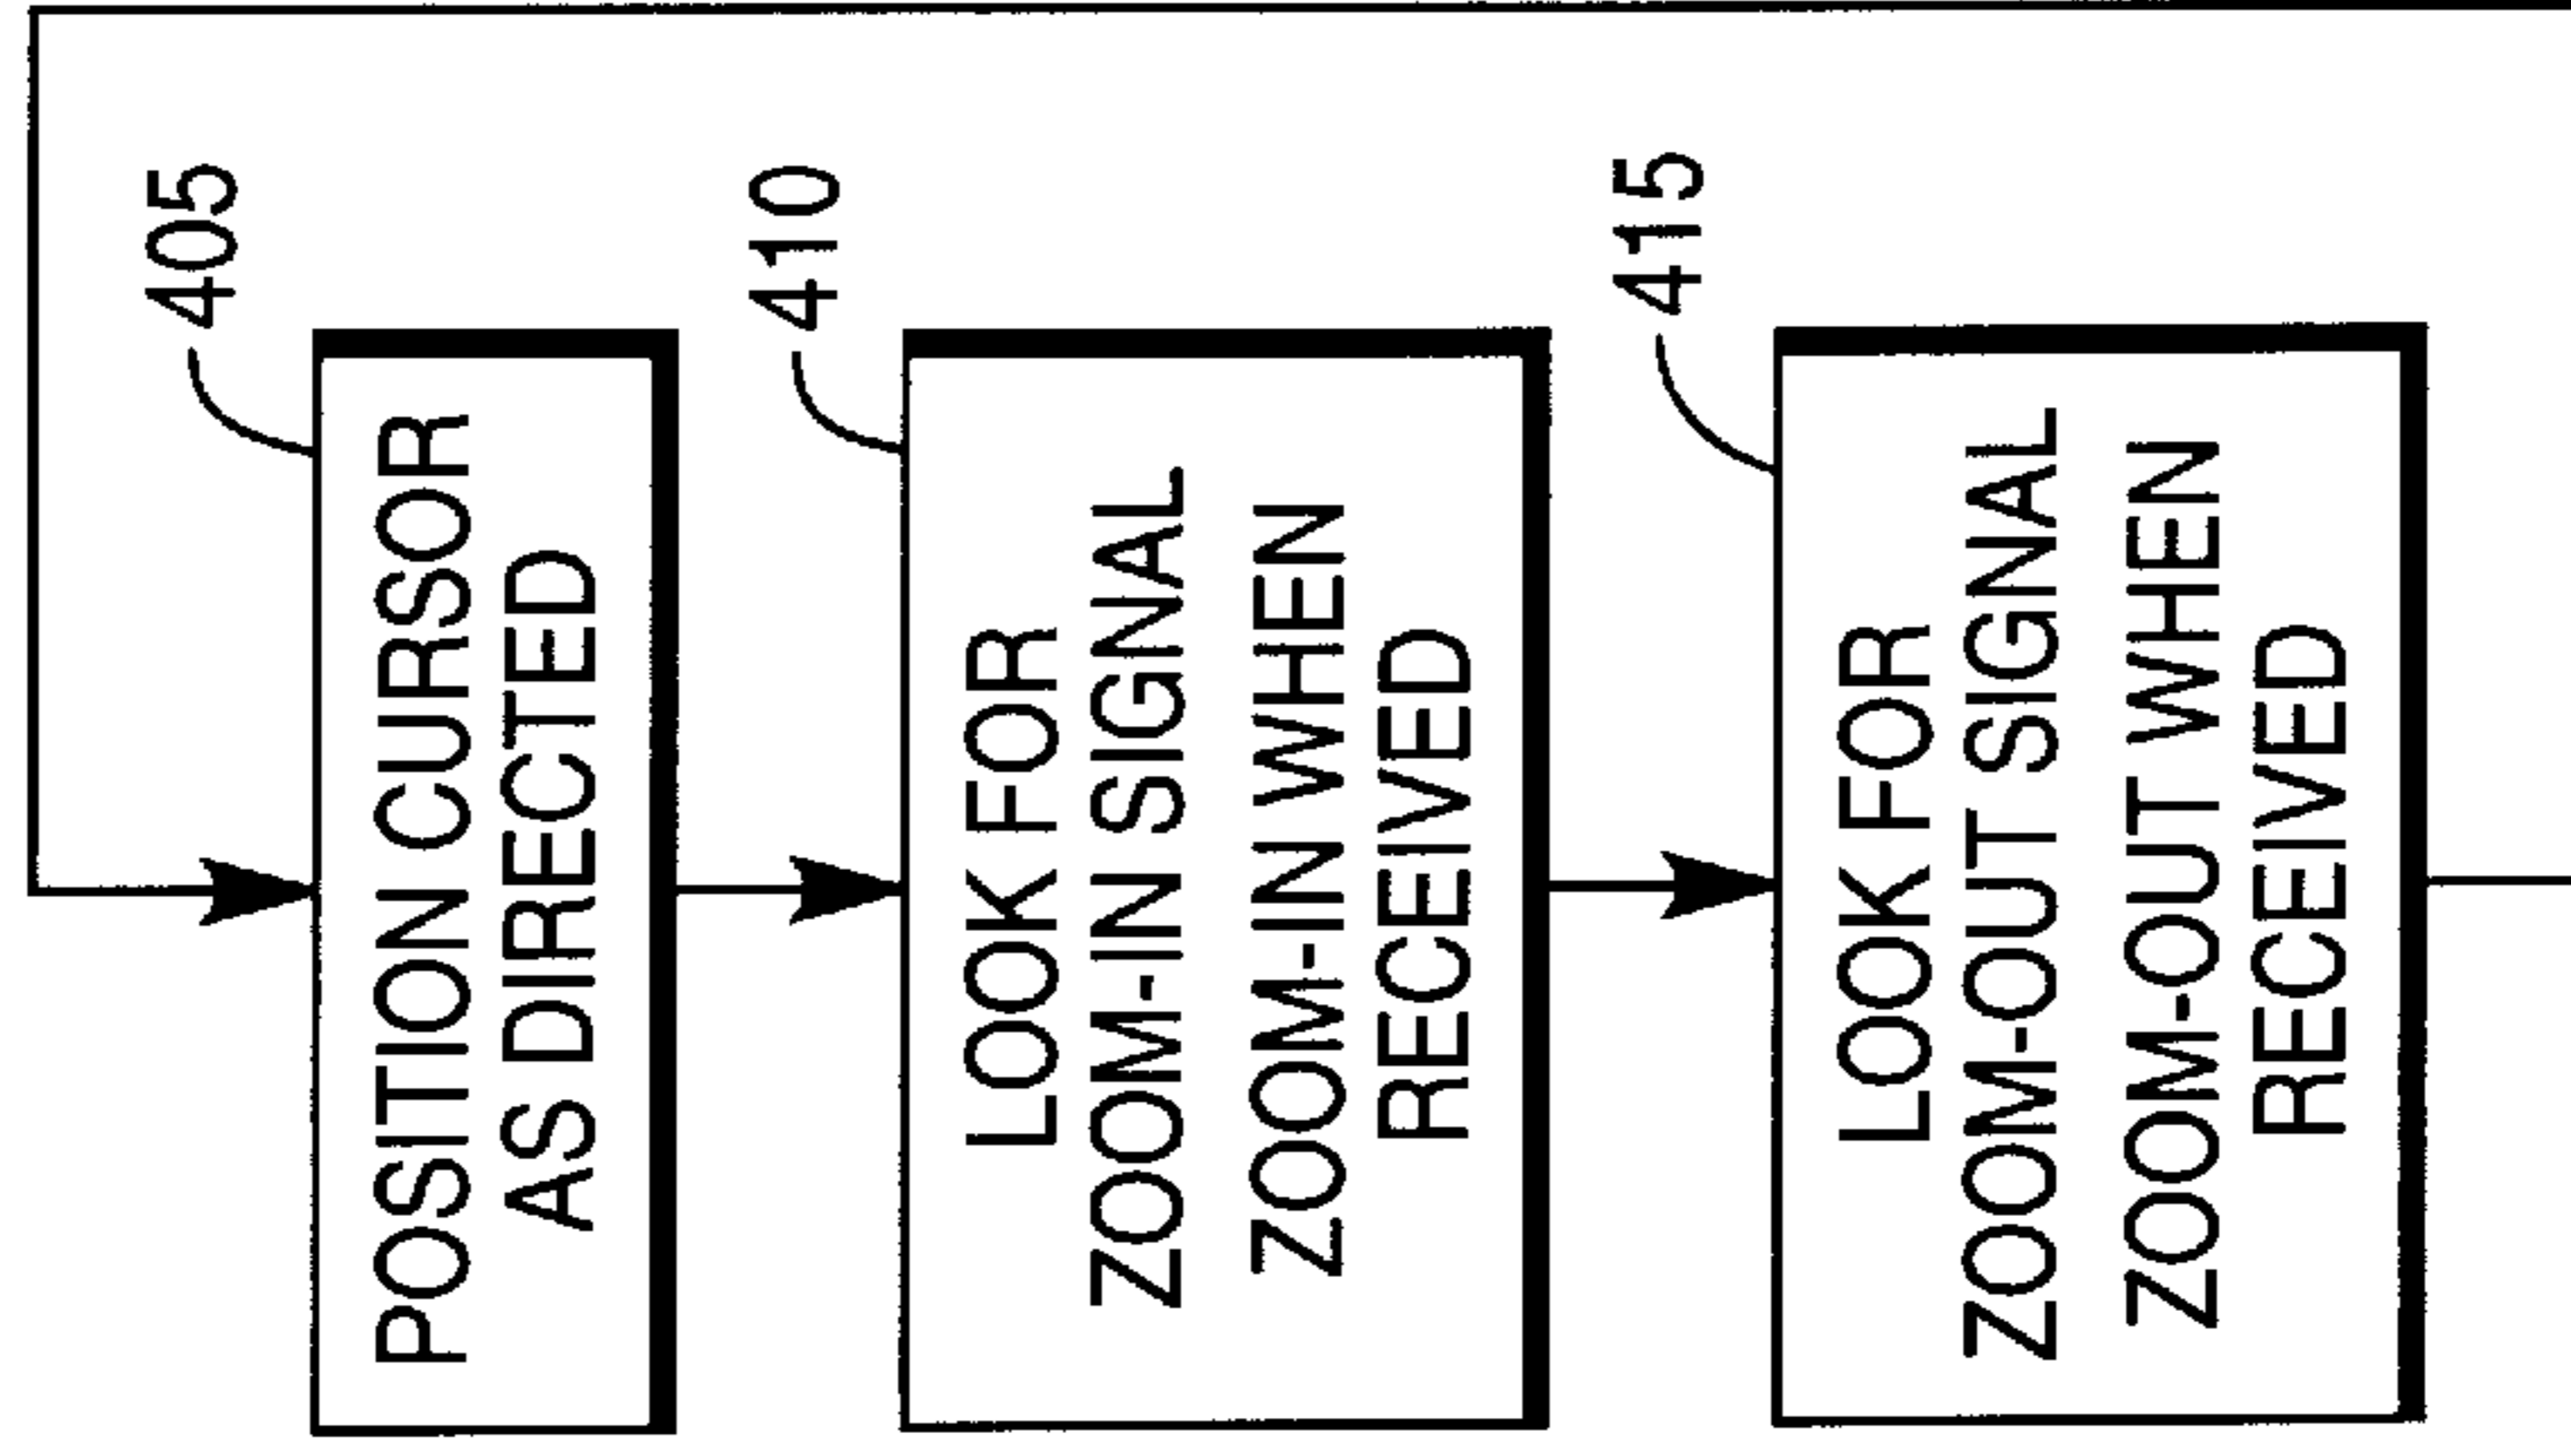 405
POSITION CURSOR
AS DIRECTED
410
LOOK FOR
ZOOM-IN SIGNAL
ZOOM-IN WHEN
RECEIVED
415
LOOK FOR
ZOOM-OUT SIGNAL
ZOOM-OUT WHEN
RECEIVED